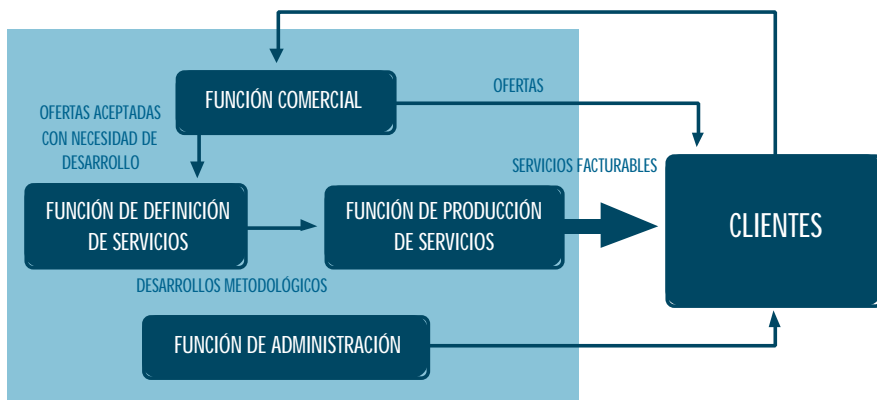 FUNCIÓN COMERCIAL
OFERTAS
OFERTAS ACEPTADAS
CON NECESIDAD DE
DESARROLLO
SERVICIOS FACTURABLES
FUNCIÓN DE DEFINICIÓN
DE SERVICIOS
FUNCIÓN DE PRODUCCIÓN
DE SERVICIOS
CLIENTES
DESARROLLOS METODOLÓGICOS
FUNCIÓN DE ADMINISTRACIÓN